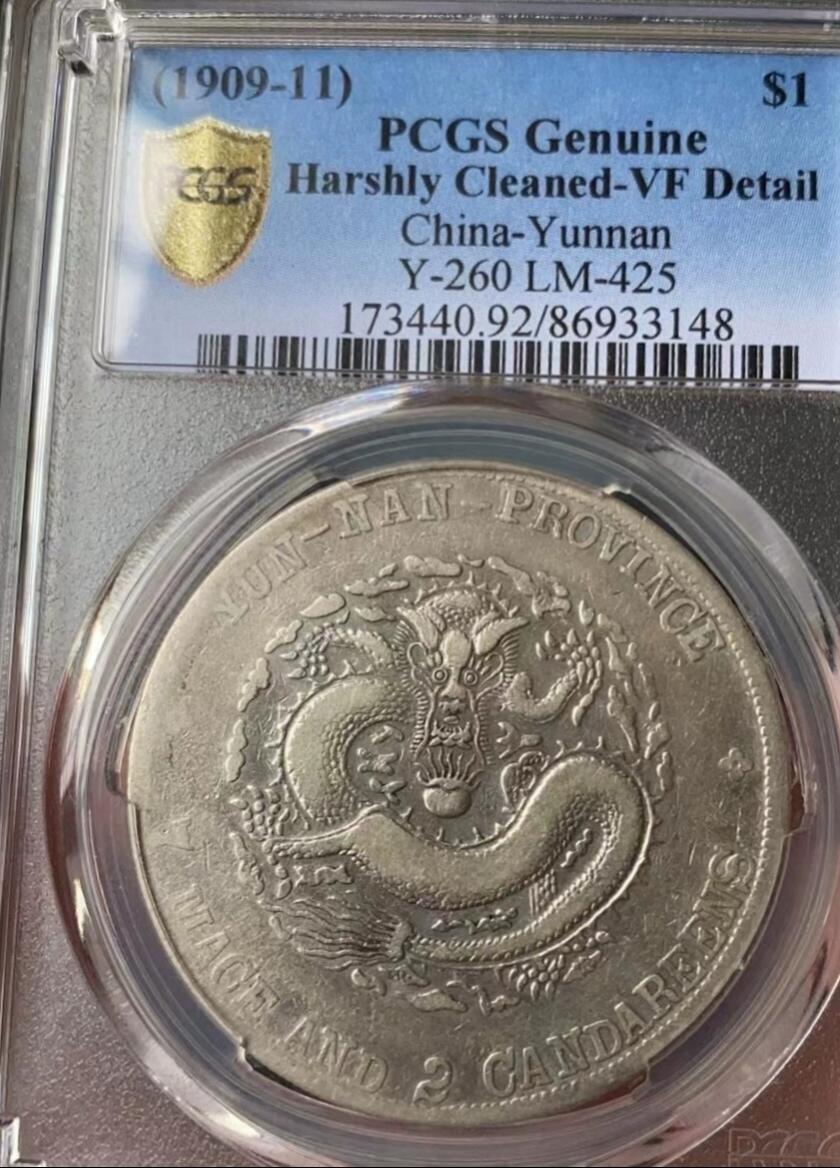 (1909-11) $1
PCGS Genuine
PCGS
Harshly Cleaned-VF Detail
China-Yunnan
Y-260 LM-425
173440.92/86933148
YUN-NAN PROVINCE
7 MACE AND 2 CANDAREENS